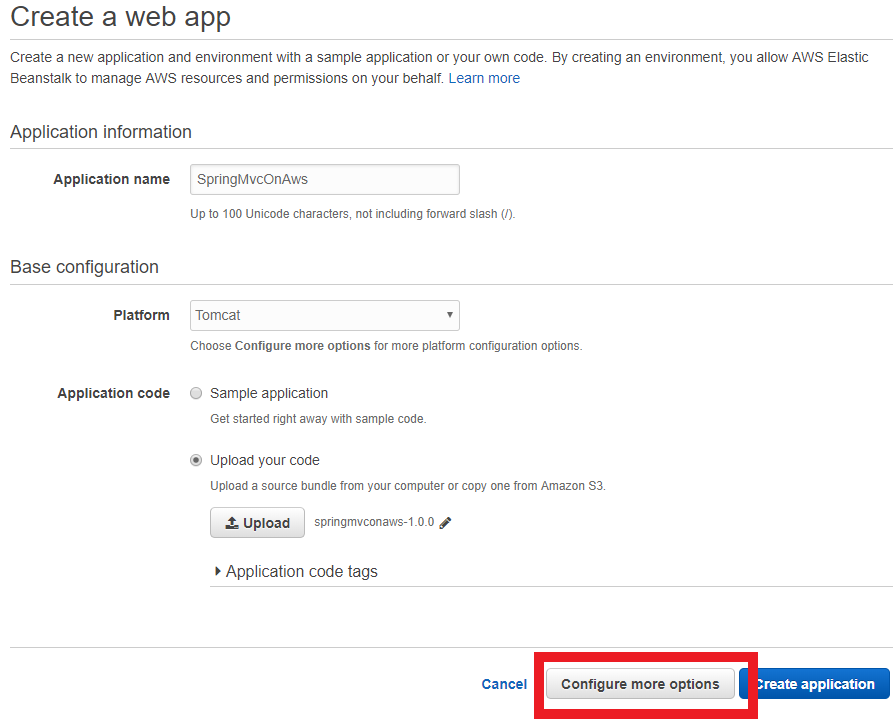 Create a web app
Create a new application and environment with a sample application or your own code. By creating an environment, you allow AWS Elastic
Beanstalk to manage AWS resources and permissions on your behalf. Learn more
Application information
Application name SpringMvcOnAws
Up to 100 Unicode characters, not including forward slash (/).
Base configuration
Platform Tomcat
Choose Configure more options for more platform configuration options.
Application code Sample application
Get started right away with sample code.
Upload your code
Upload a source bundle from your computer or copy one from Amazon S3.
Upload springmvconaws-1.0.0
Application code tags
Cancel Configure more options Create application